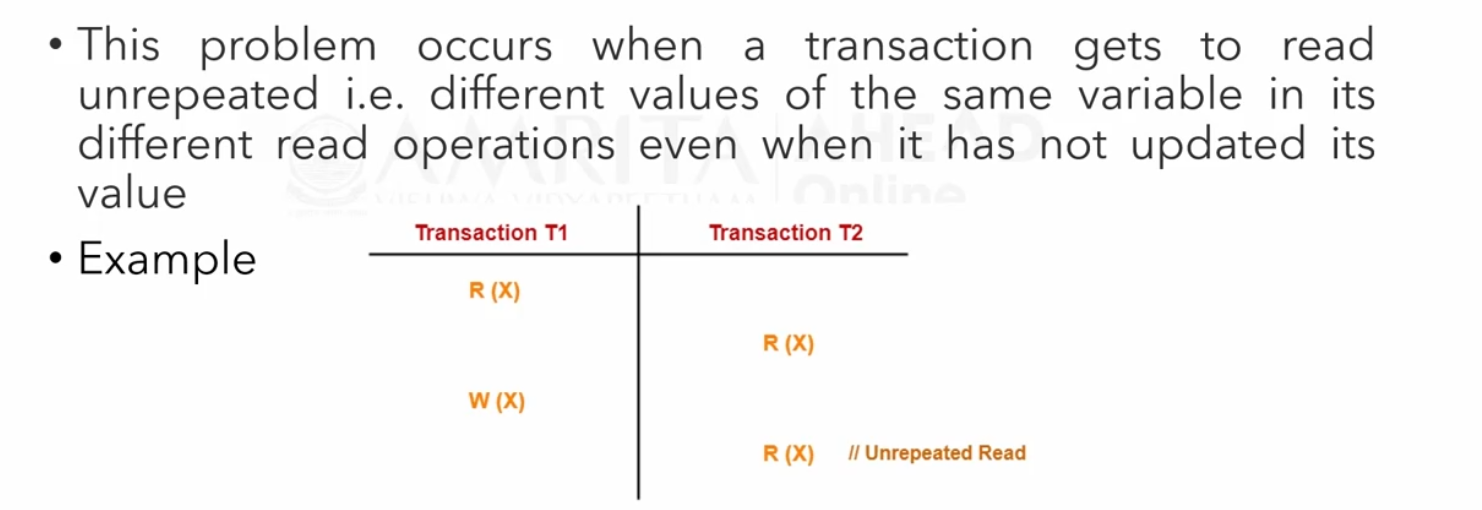 • This problem occurs when a transaction gets to read
unrepeated i.e. different values of the same variable in its
different read operations even when it has not updated its
value
AMRITA AHEAD
VISHWA VIDYAPEETHAM Online
• Example
Transaction T1 Transaction T2
R (X)
R (X)
W (X)
R (X) // Unrepeated Read